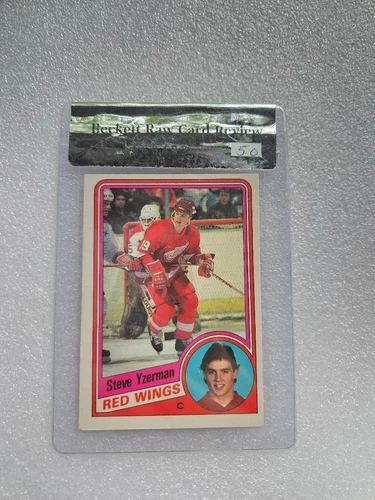 Beckett Raw Card Review
5.0
19
Steve Yzerman
RED WINGS
C